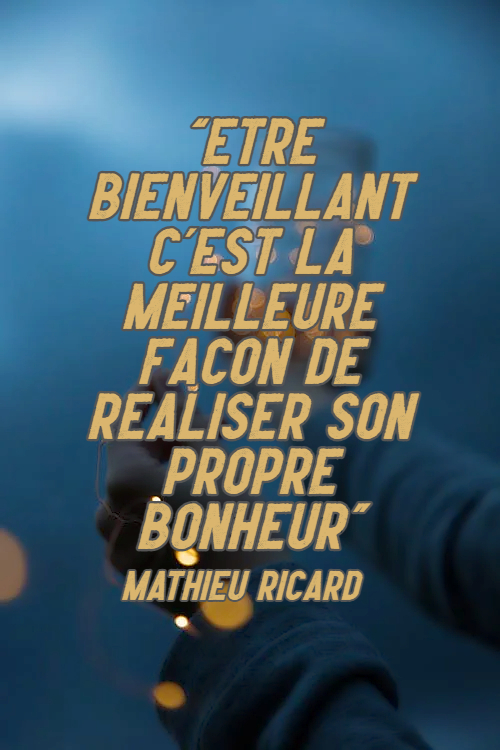 "ETRE
BIENVEILLANT
C'EST LA
MEILLEURE
FAÇON DE
REALISER SON
PROPRE
BONHEUR"
MATHIEU RICARD